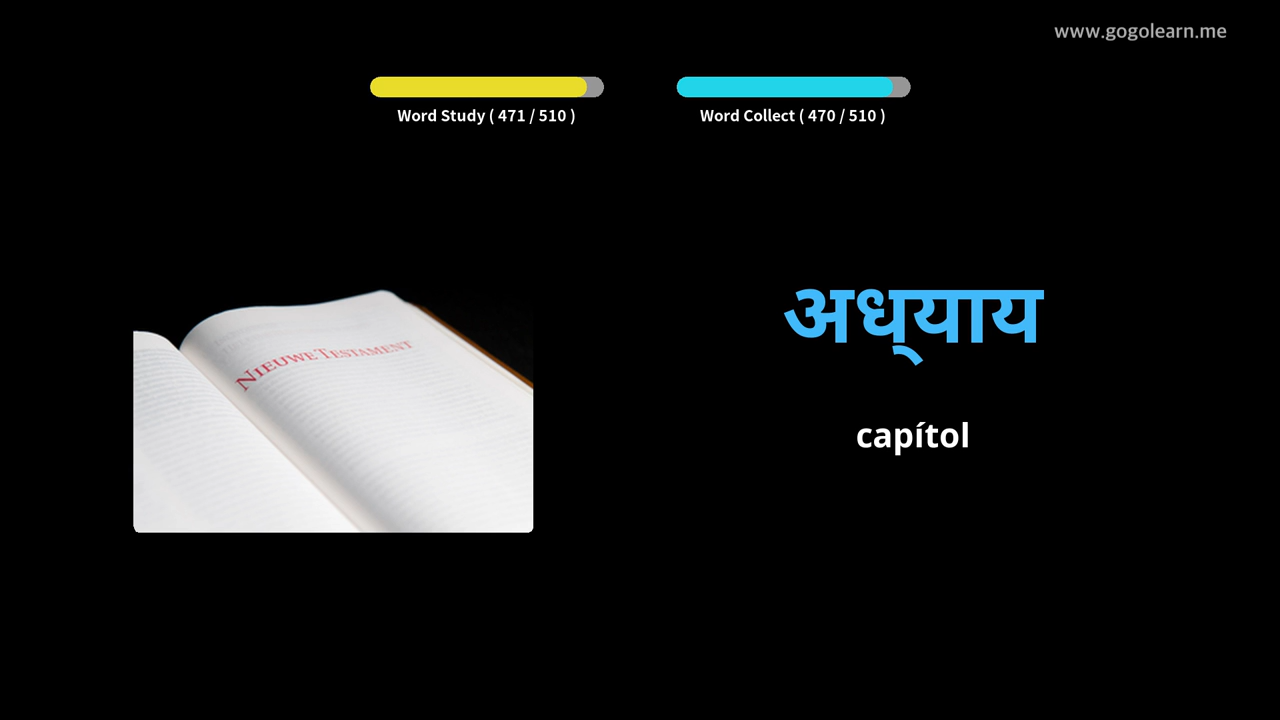 www.gogolearn.me
Word Study ( 471 / 510 )
Word Collect ( 470 / 510 )
NIEUWE TESTAMENT
अध्याय
capítol